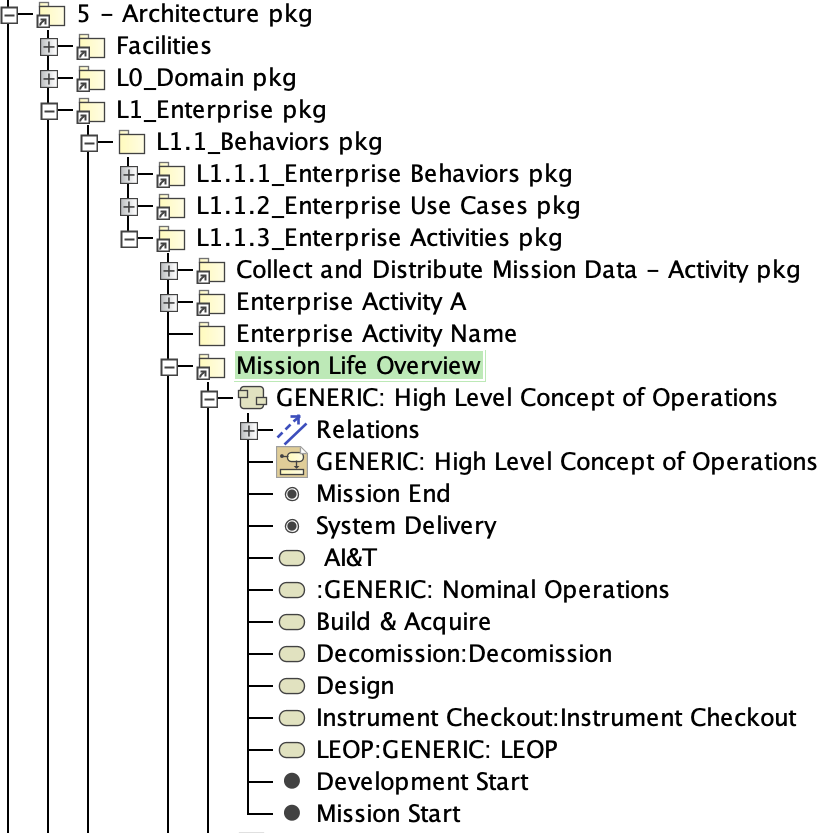 5 – Architecture pkg
Facilities
L0_Domain pkg
L1_Enterprise pkg
L1.1_Behaviors pkg
L1.1.1_Enterprise Behaviors pkg
L1.1.2_Enterprise Use Cases pkg
L1.1.3_Enterprise Activities pkg
Collect and Distribute Mission Data – Activity pkg
Enterprise Activity A
Enterprise Activity Name
Mission Life Overview
GENERIC: High Level Concept of Operations
Relations
GENERIC: High Level Concept of Operations
Mission End
System Delivery
AI&T
:GENERIC: Nominal Operations
Build & Acquire
Decomission:Decomission
Design
Instrument Checkout:Instrument Checkout
LEOP:GENERIC: LEOP
Development Start
Mission Start